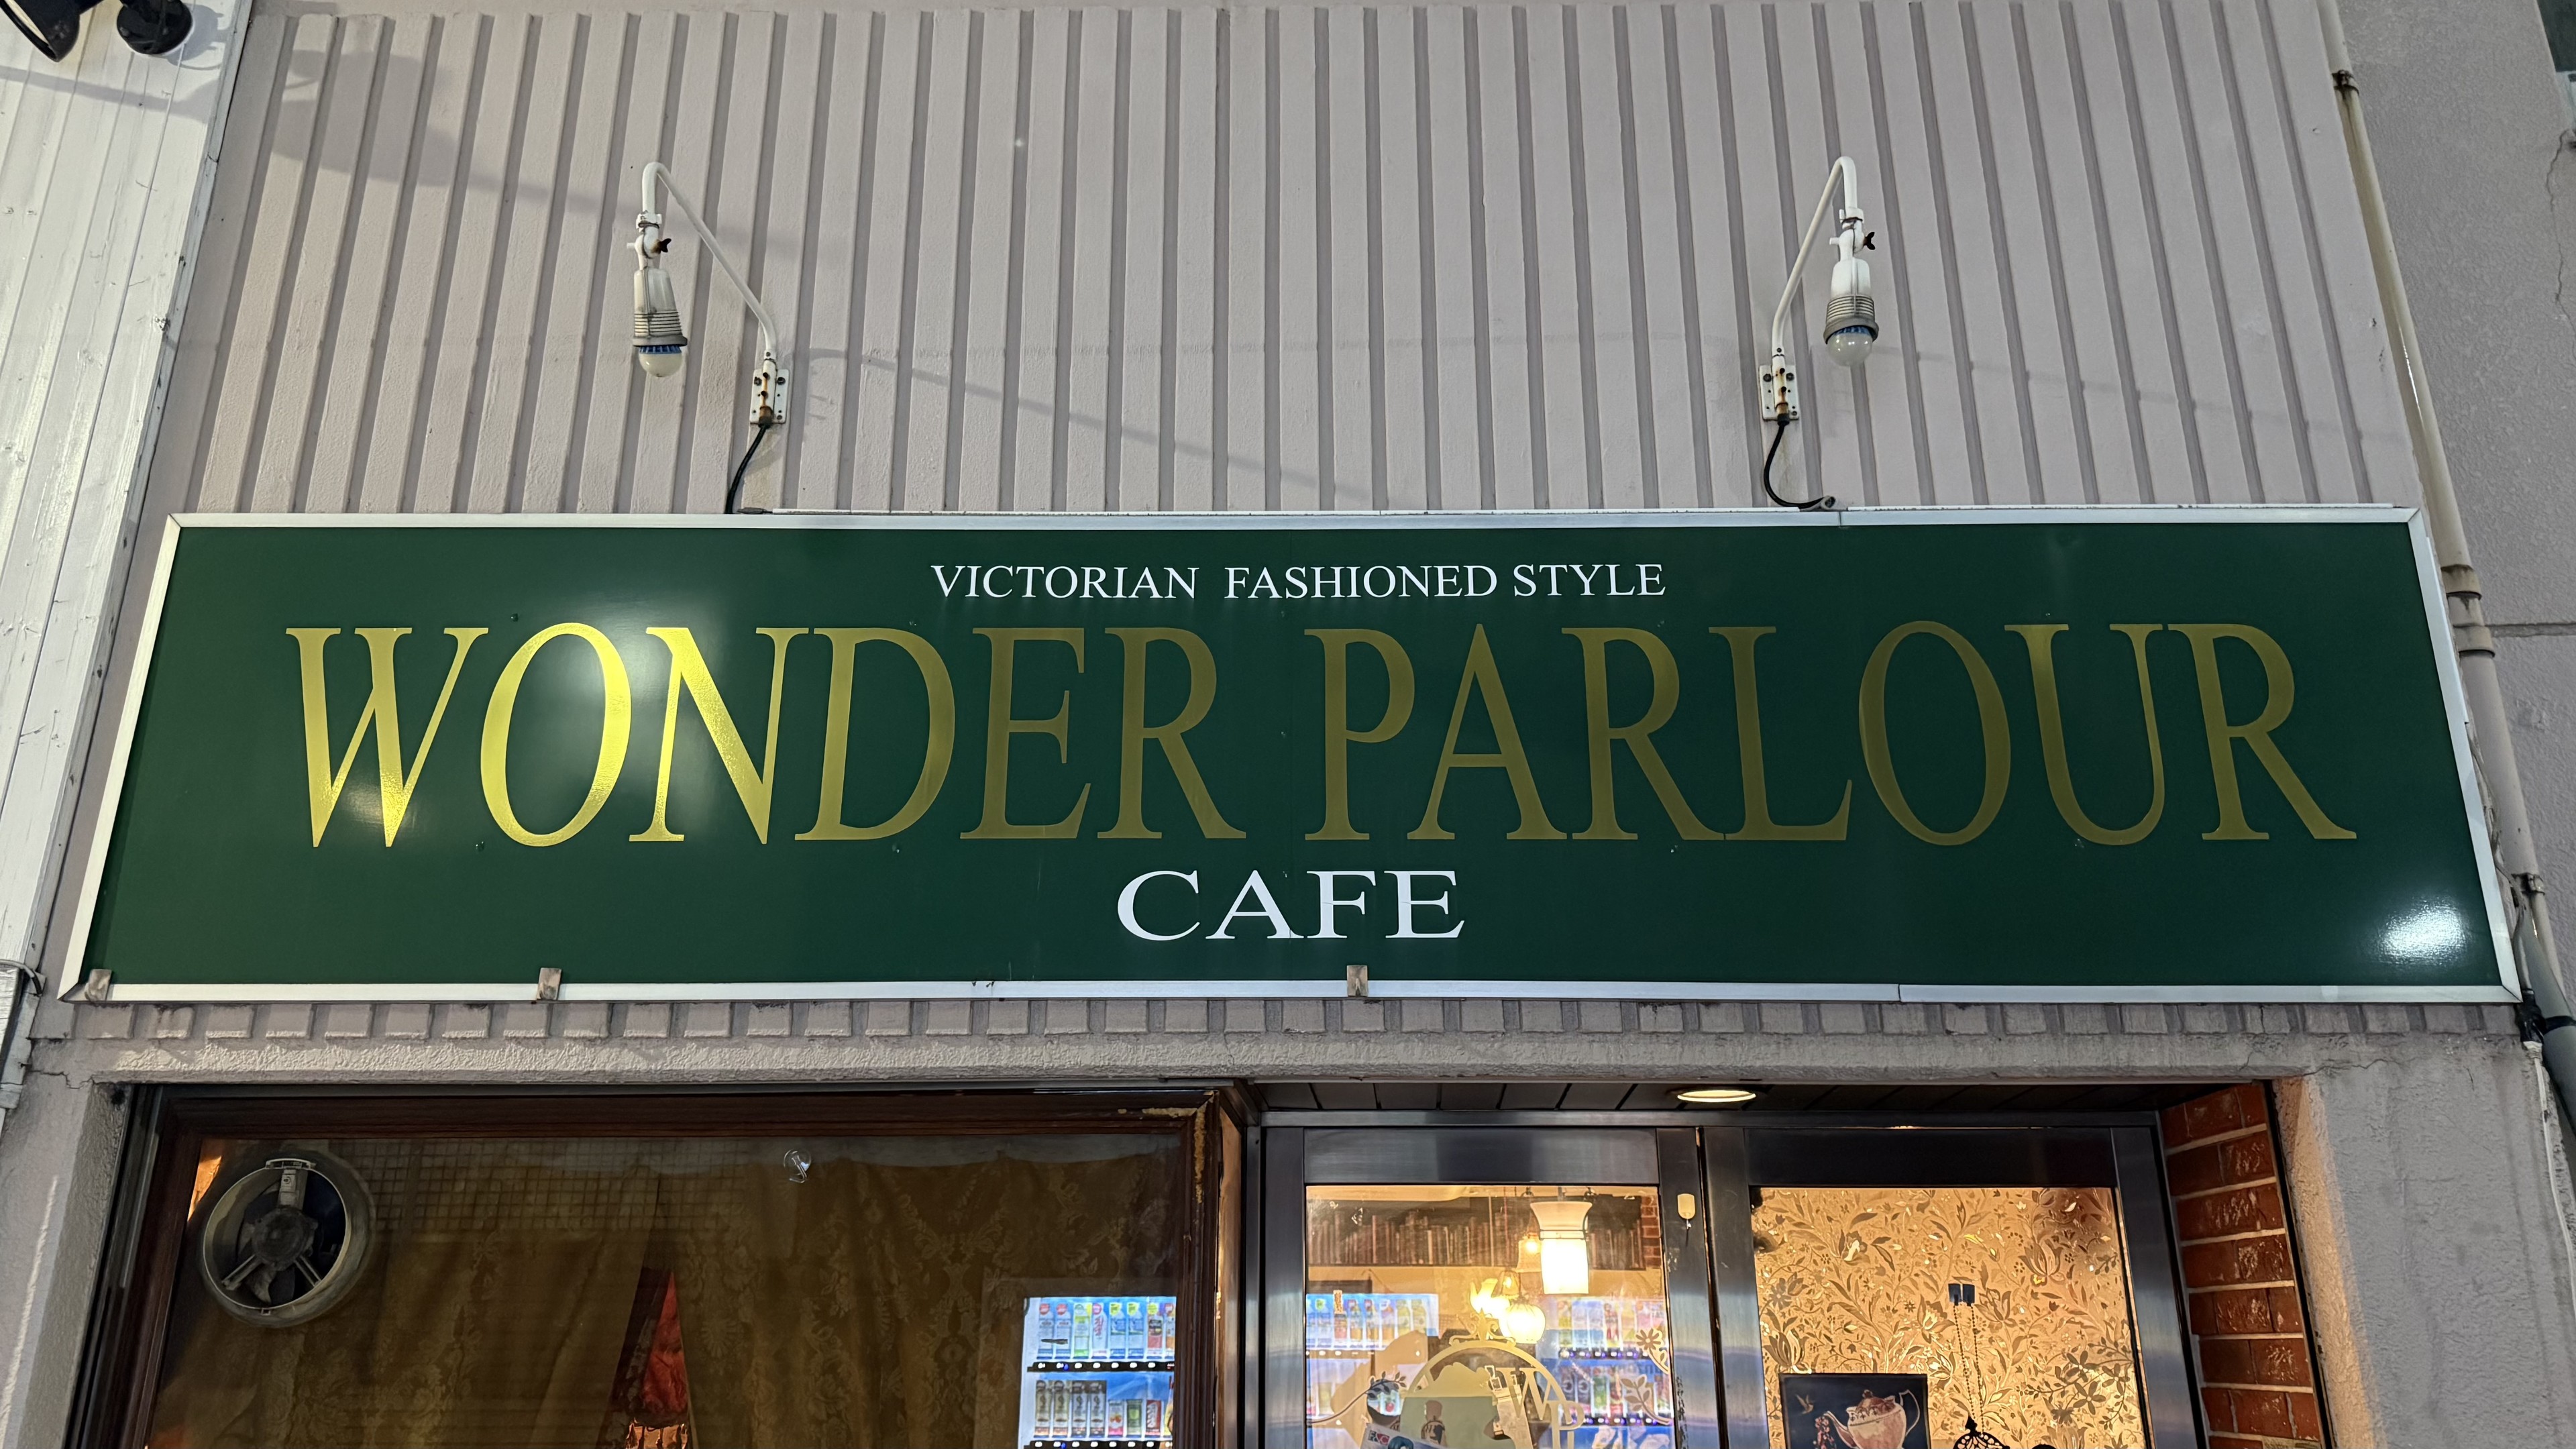 VICTORIAN FASHIONED STYLE
WONDER PARLOUR
CAFE